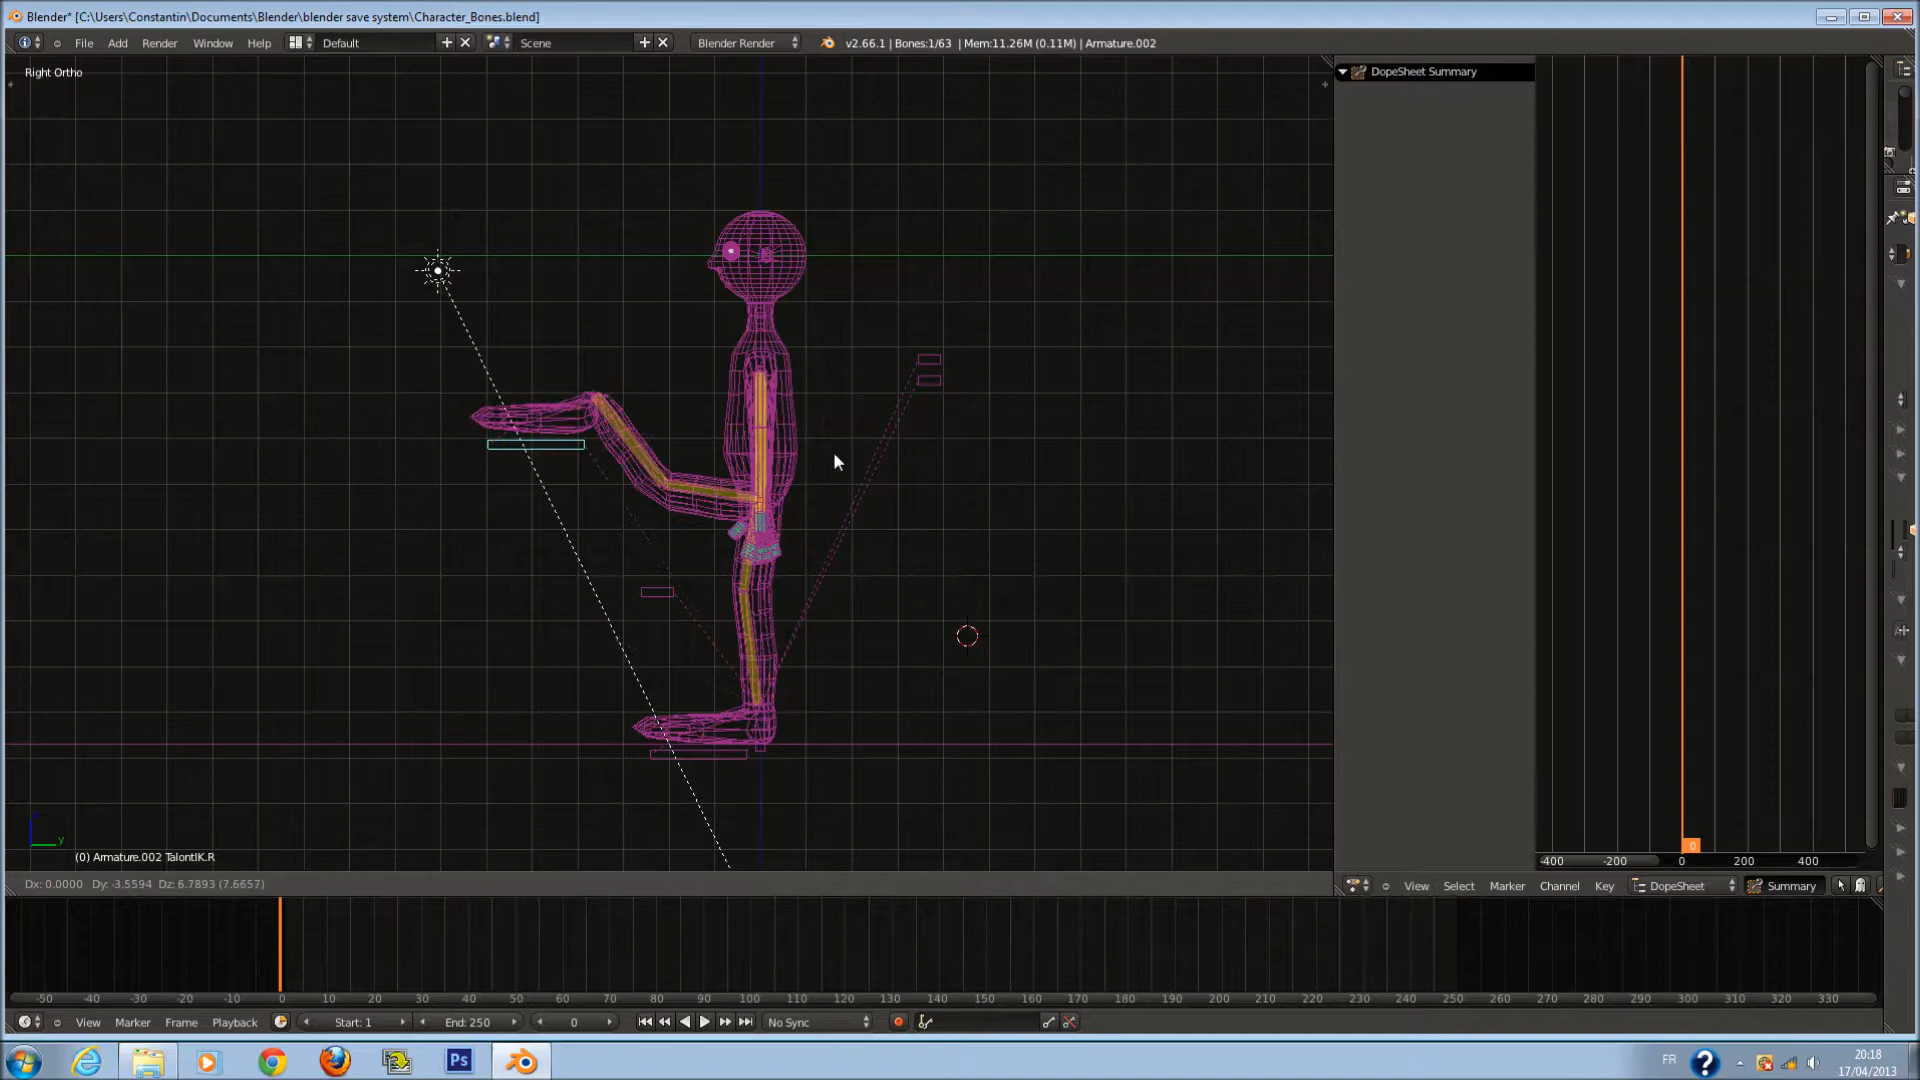 Blender* [C:\Users\Constantin\Documents\Blender\blender save system\Character_Bones.blend]
File Add Render Window Help Default Scene Blender Render v2.66.1 | Bones:1/63 | Mem:11.26M (0.11M) | Armature.002
Right Ortho
DopeSheet Summary
z
y
(0) Armature.002 TalontIK.R
0
-400 -200 0 200 400
Dx: 0.0000 Dy: -3.5594 Dz: 6.7893 (7.6657)
View Select Marker Channel Key DopeSheet Summary
-50 -40 -30 -20 -10 0 10 20 30 40 50 60 70 80 90 100 110 120 130 140 150 160 170 180 190 200 210 220 230 240 250 260 270 280 290 300 310 320 330
View Marker Frame Playback Start: 1 End: 250 0 No Sync
Ps
FR
?
20:18
17/04/2013